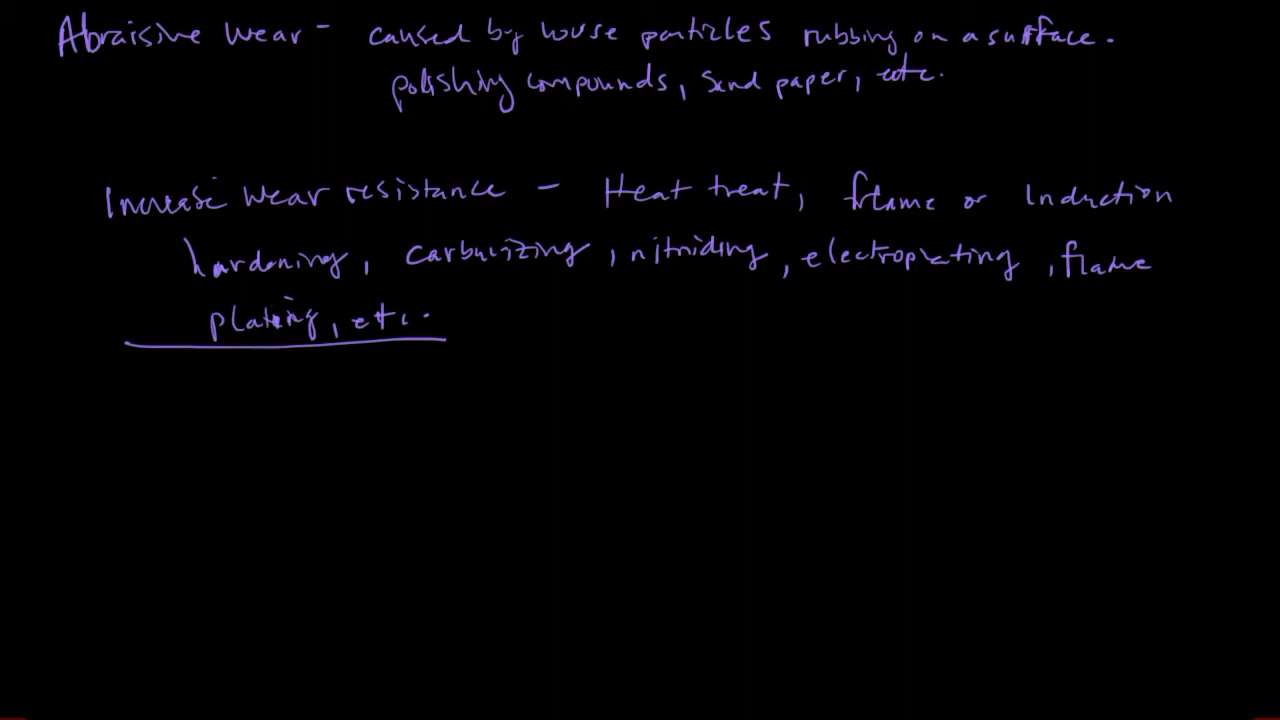 Abraisive wear - caused by louse particles rubbing on a surface.
polishing compounds, sand paper, etc.
Increase wear resistance - Heat treat, flame or Induction
hardening, carburizing, nitriding, electroplating, flame
plating, etc.